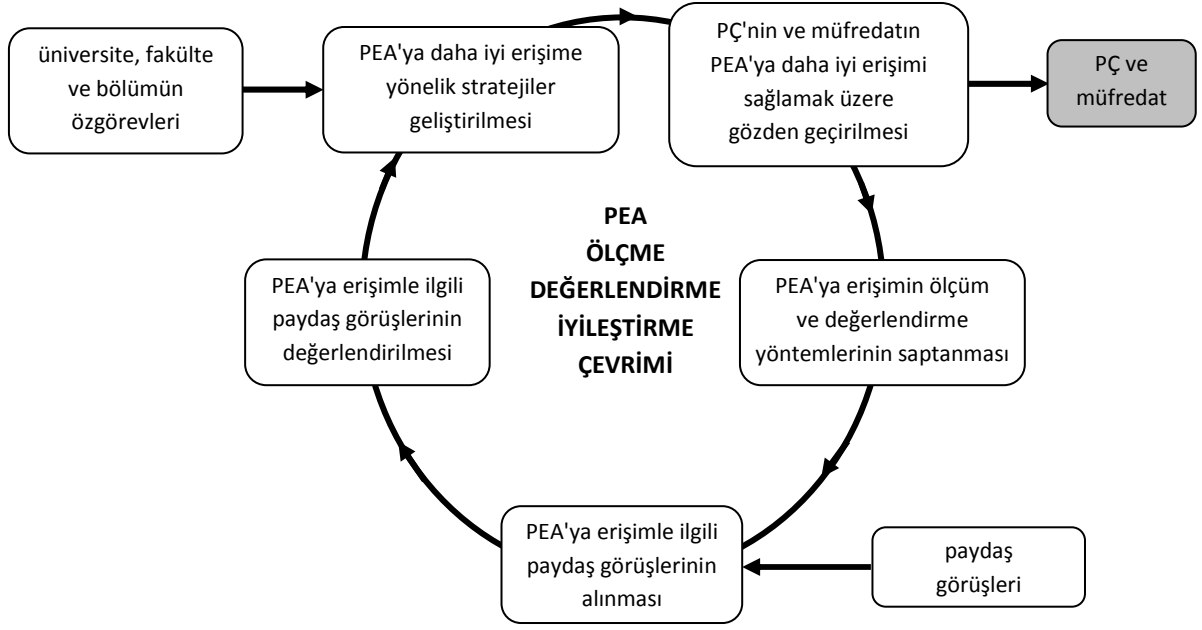 üniversite, fakülte
ve bölümün
özgörevleri
PEA'ya daha iyi erişime
yönelik stratejiler
geliştirilmesi
PÇ'nin ve müfredatın
PEA'ya daha iyi erişimi
sağlamak üzere
gözden geçirilmesi
PÇ ve
müfredat
PEA
ÖLÇME
DEĞERLENDİRME
İYİLEŞTİRME
ÇEVRİMİ
PEA'ya erişimle ilgili
paydaş görüşlerinin
değerlendirilmesi
PEA'ya erişimin ölçüm
ve değerlendirme
yöntemlerinin saptanması
PEA'ya erişimle ilgili
paydaş görüşlerinin
alınması
paydaş
görüşleri